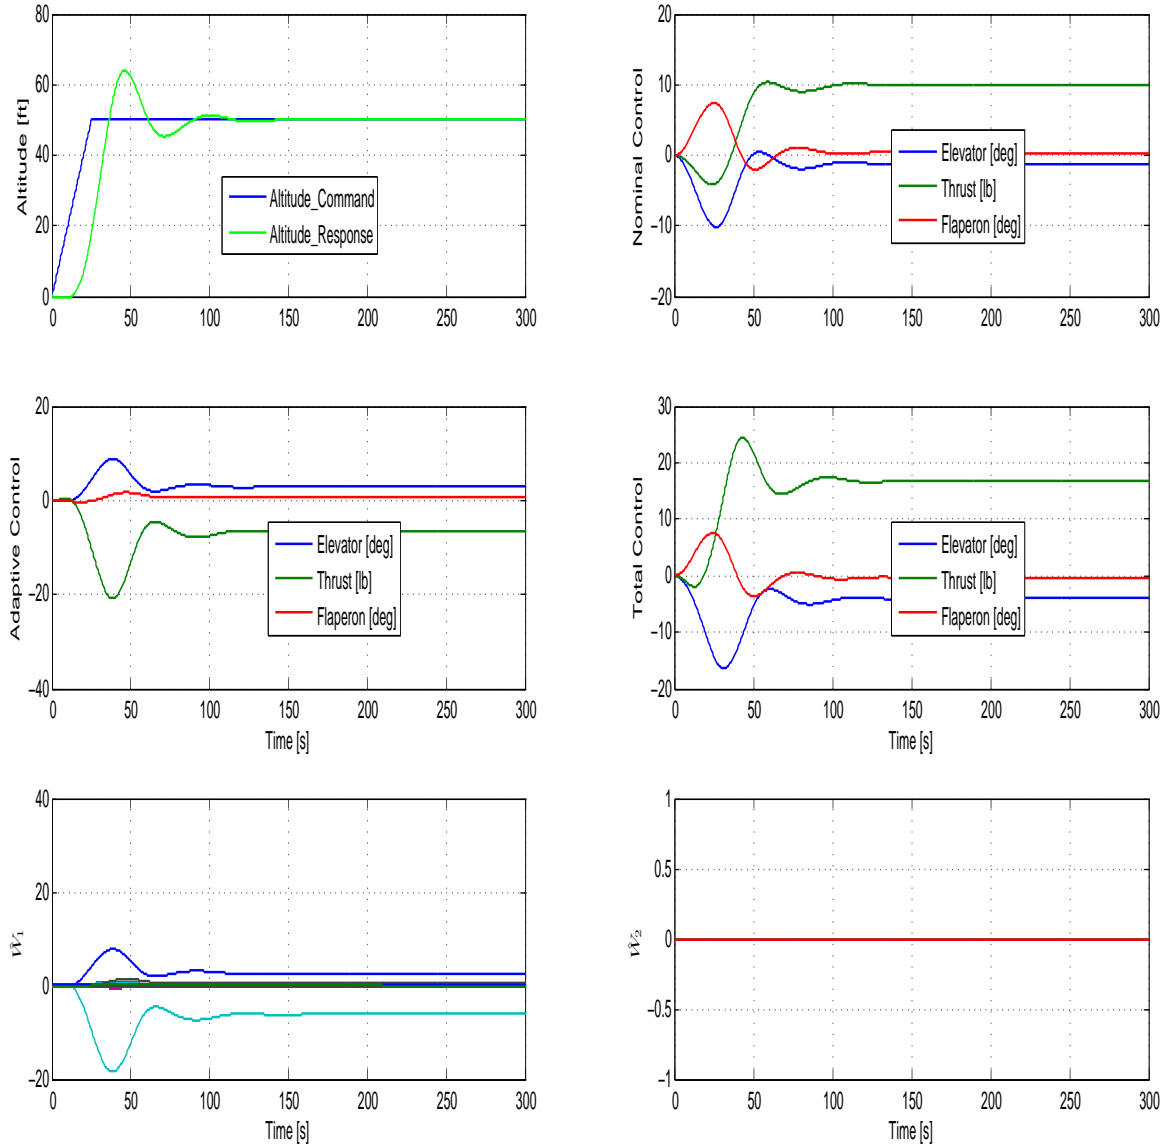 80
60
40
20
0
Altitude [ft]
Altitude_Command
Altitude_Response
0 50 100 150 200 250 300
20
10
0
−10
−20
Nominal Control
Elevator [deg]
Thrust [lb]
Flaperon [deg]
0 50 100 150 200 250 300
20
0
−20
−40
Adaptive Control
Elevator [deg]
Thrust [lb]
Flaperon [deg]
0 50 100 150 200 250 300
Time [s]
30
20
10
0
−10
−20
Total Control
Elevator [deg]
Thrust [lb]
Flaperon [deg]
0 50 100 150 200 250 300
Time [s]
40
20
0
−20
Ŵ₁
0 50 100 150 200 250 300
Time [s]
1
0.5
0
−0.5
−1
Ŵ₂
0 50 100 150 200 250 300
Time [s]